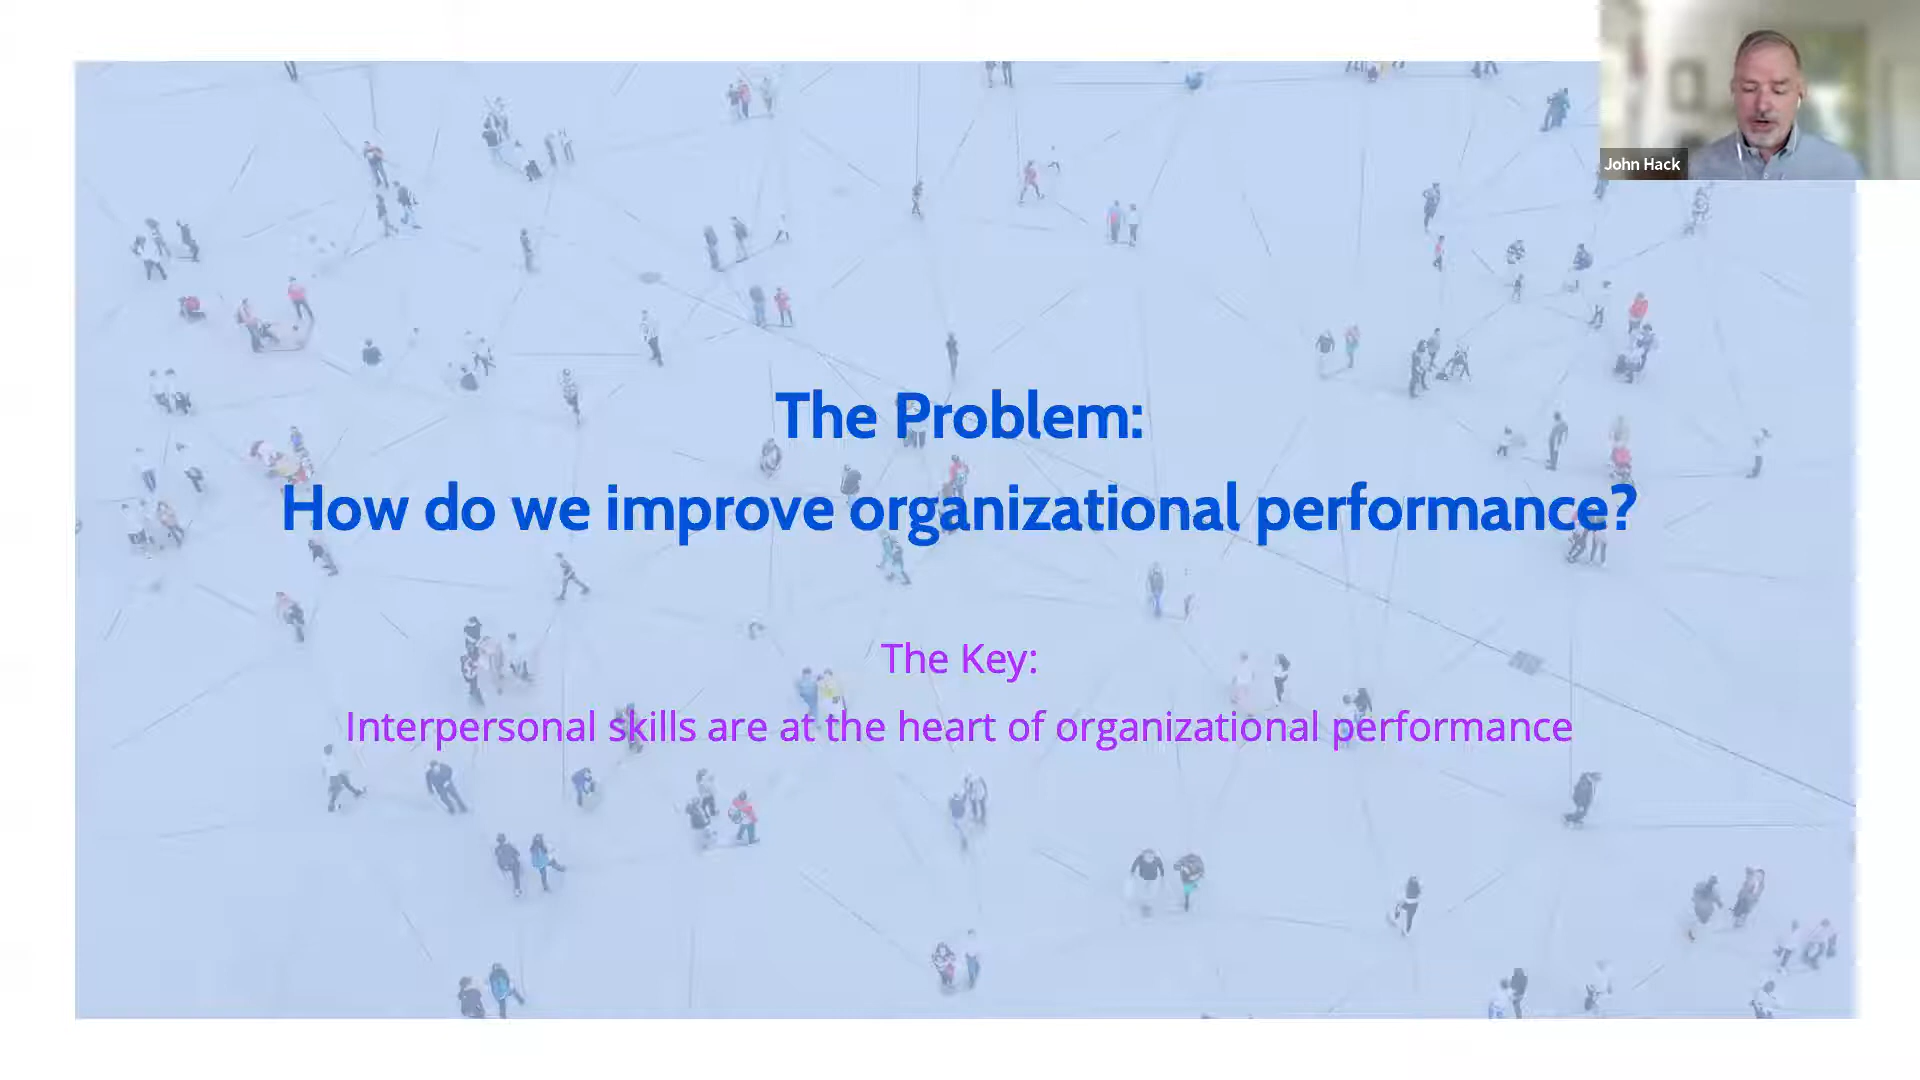 John Hack
The Problem:
How do we improve organizational performance?
The Key:
Interpersonal skills are at the heart of organizational performance